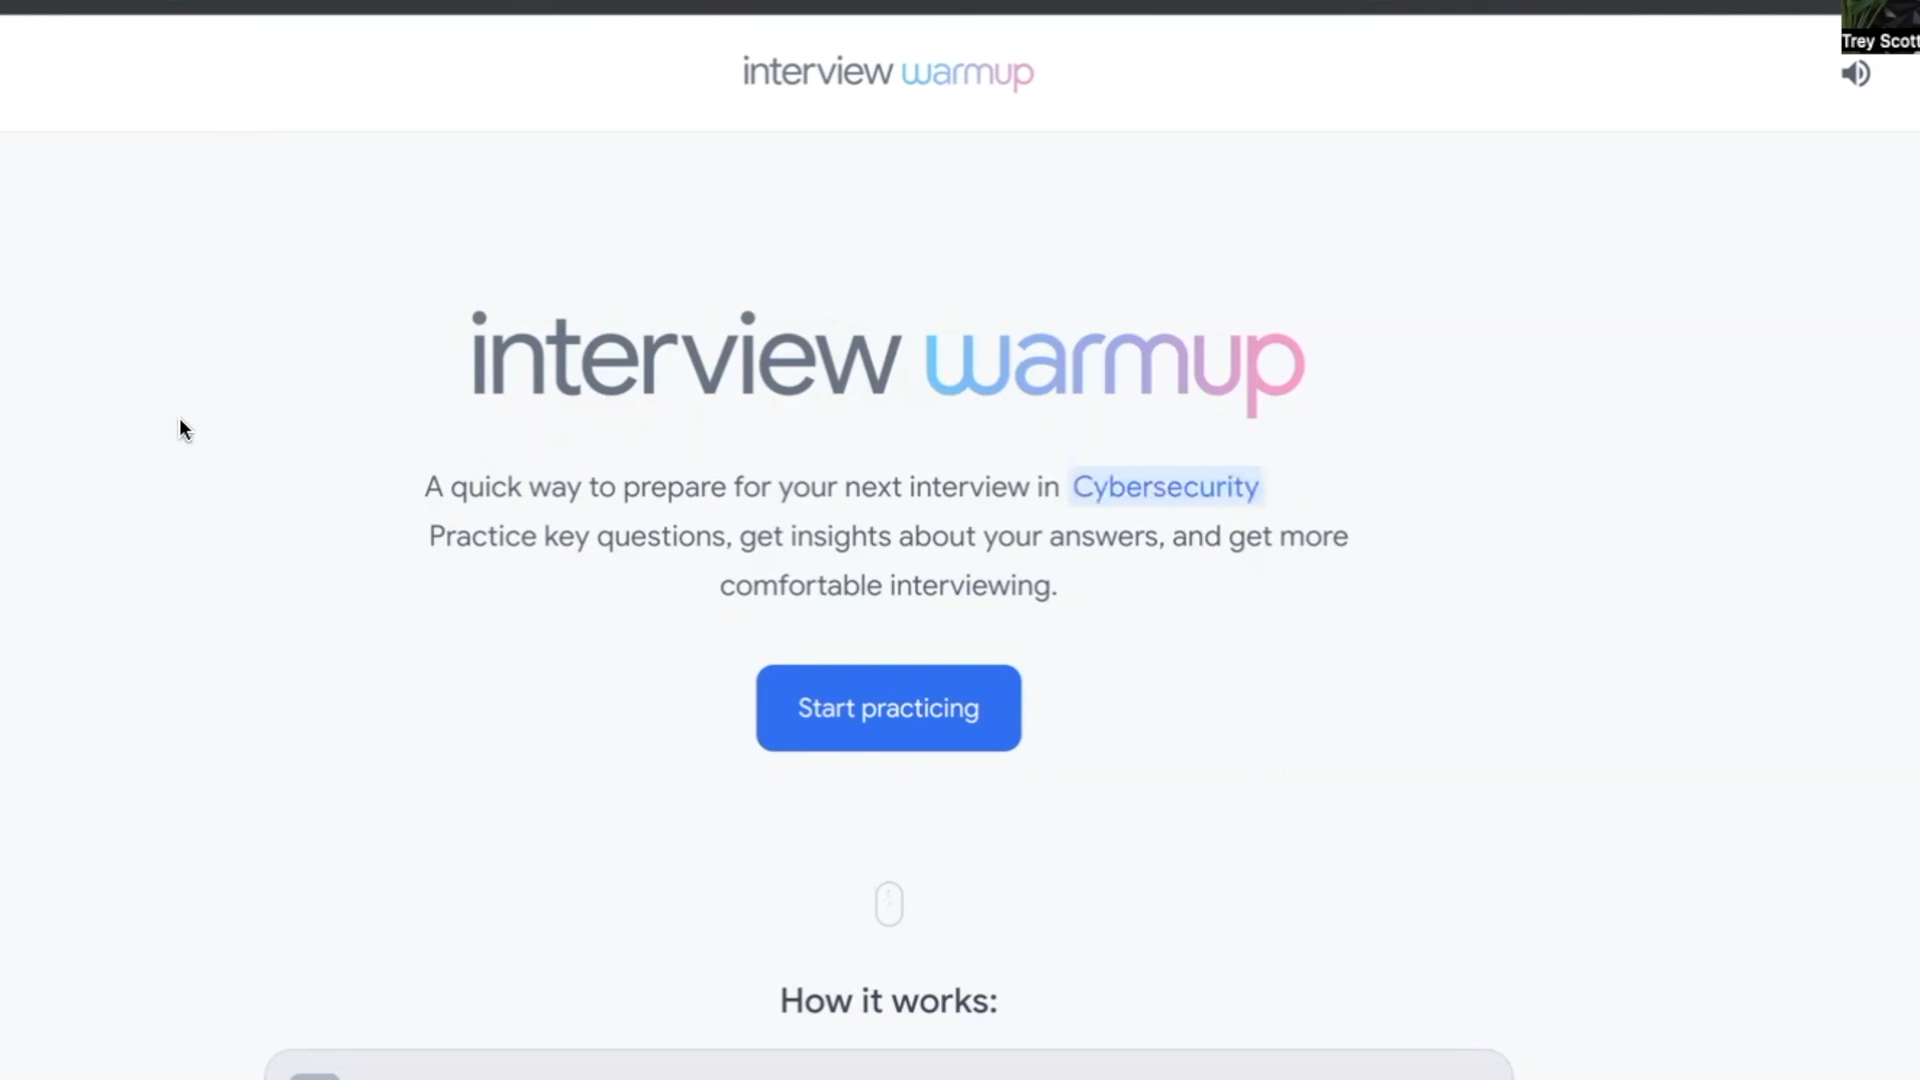 Trey Scott
interview warmup
interview warmup
A quick way to prepare for your next interview in Cybersecurity
Practice key questions, get insights about your answers, and get more
comfortable interviewing.
Start practicing
How it works: